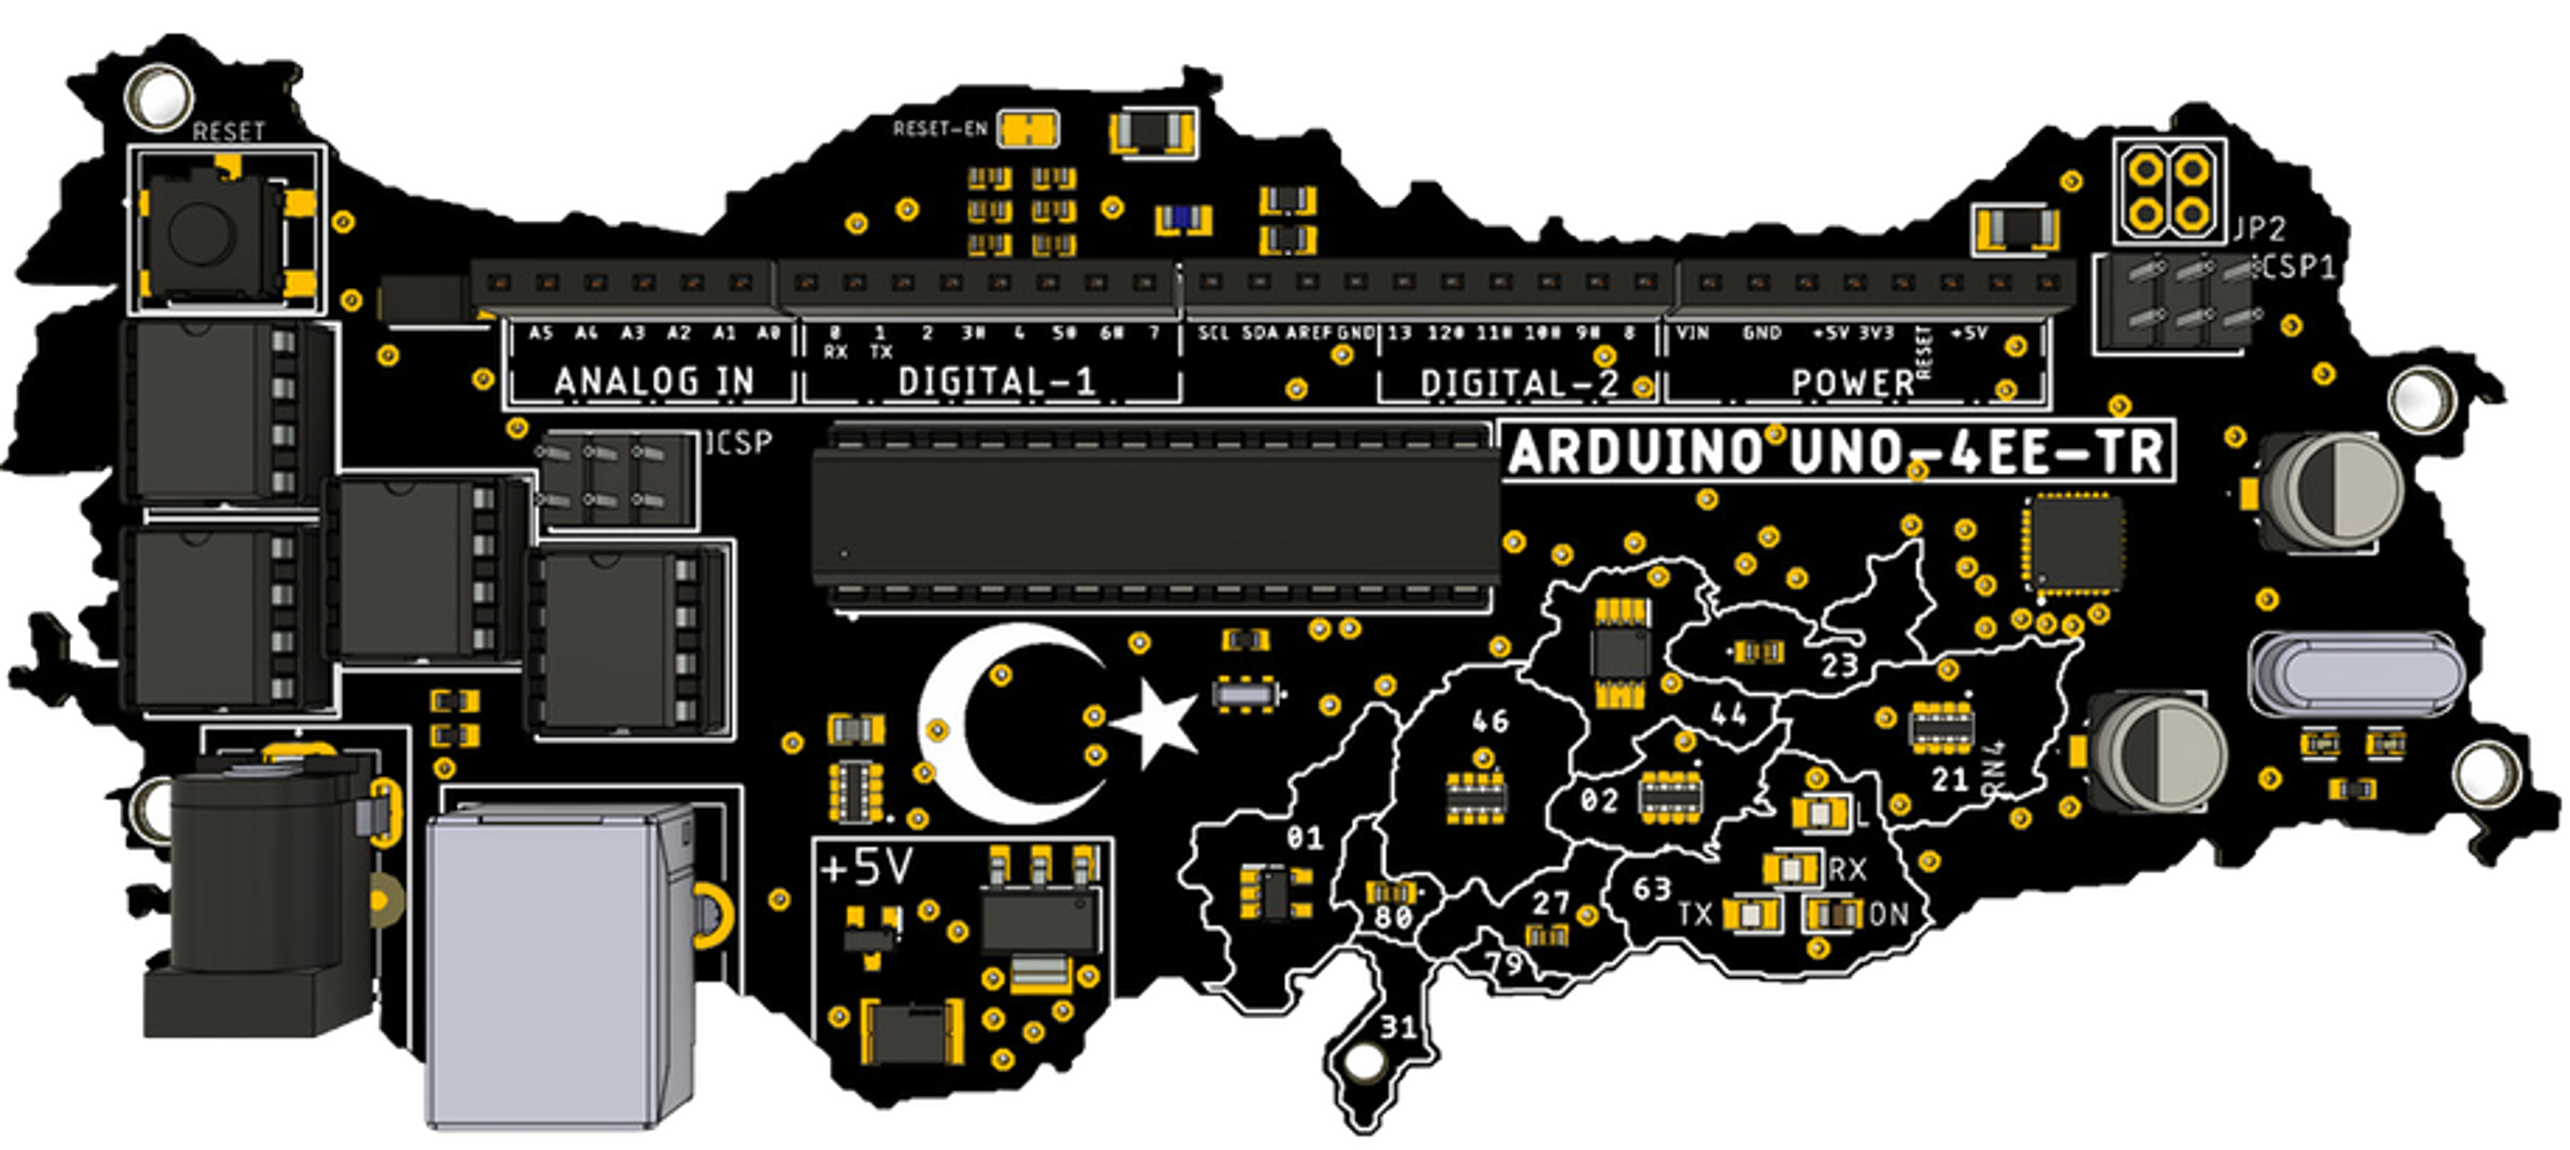 RESET
RESET-EN
JP2
CSP1
A5 A4 A3 A2 A1 A0
0 1 2 3# 4 5# 6# 7
RX TX
SCL SDA AREF GND 13 12# 11# 10# 9# 8
VIN GND +5V 3V3 RESET +5V
ANALOG IN
DIGITAL-1
DIGITAL-2
POWER
ICSP
ARDUINO UNO-4EE-TR
23
46
44
02
21
RN4
01
L
+5V
RX
63
27
80
TX
ON
79
31